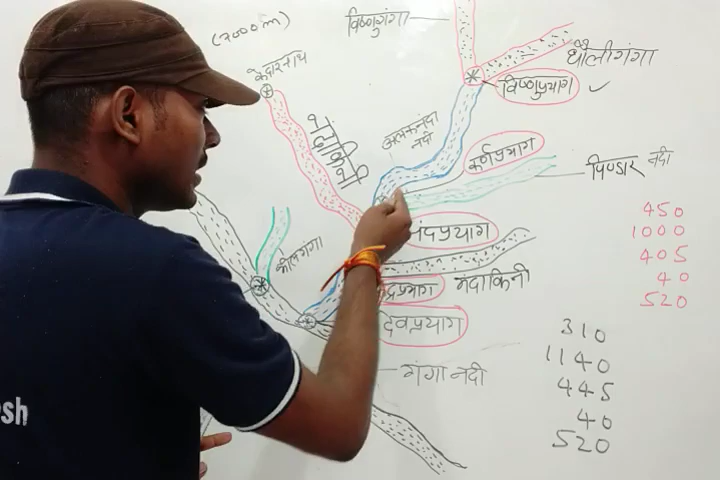 विष्णुगंगा
(२०००m)
केदारनाथ
धौलीगंगा
विष्णुप्रयाग
अलकनंदा
नदी
मंदाकिनी
कर्णप्रयाग
पिण्डार नदी
नंदप्रयाग
भीलगंगा
मंदाकिनी
द्रप्रयाग
देवप्रयाग
गंगा नदी
450
1000
405
40
520
310
1140
445
40
520
sh